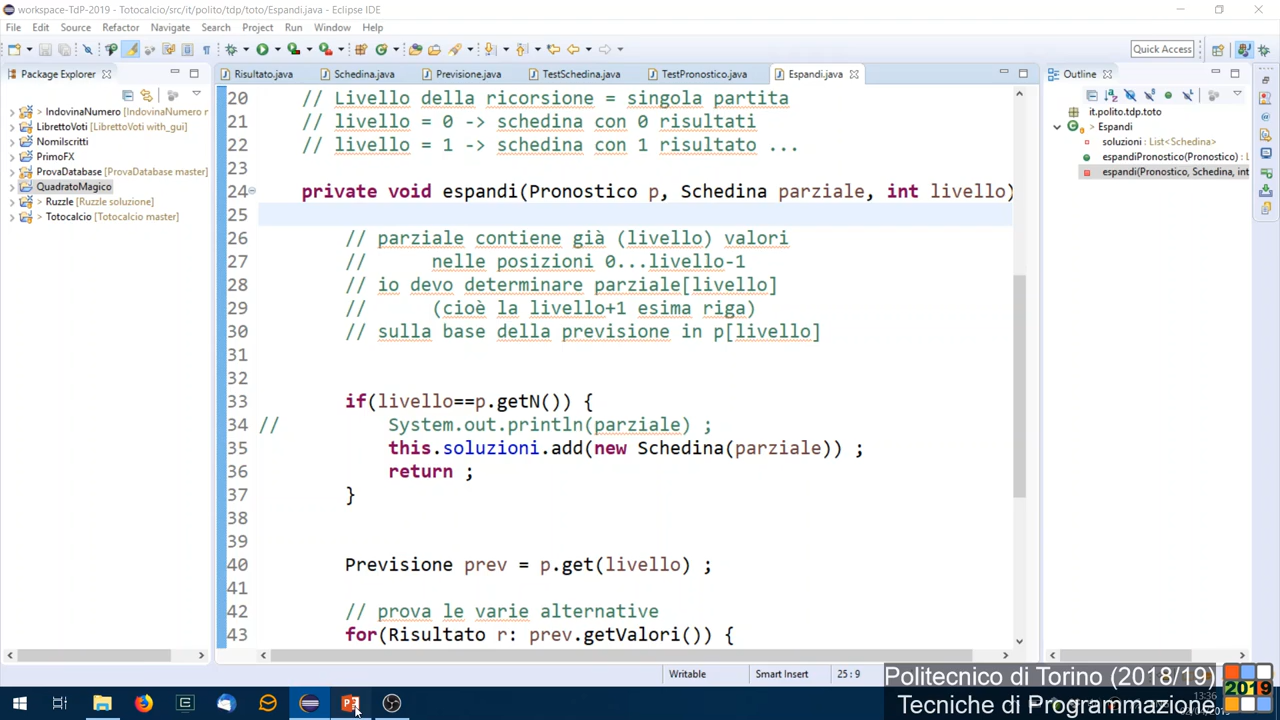 workspace-TdP-2019 - Totocalcio/src/it/polito/tdp/toto/Espandi.java - Eclipse IDE
File Edit Source Refactor Navigate Search Project Run Window Help
Quick Access
Package Explorer
Risultato.java Schedina.java Previsione.java TestSchedina.java TestPronostico.java Espandi.java
Outline
IndovinaNumero [IndovinaNumero r
LibrettoVoti [LibrettoVoti with_gui]
NomiIscritti
PrimoFX
ProvaDatabase [ProvaDatabase master]
QuadratoMagico
> Ruzzle [Ruzzle soluzione]
> Totocalcio [Totocalcio master]
20 // Livello della ricorsione = singola partita
21 // livello = 0 -> schedina con 0 risultati
22 // livello = 1 -> schedina con 1 risultato ...
23
24 private void espandi(Pronostico p, Schedina parziale, int livello)
25
26 // parziale contiene già (livello) valori
27 // nelle posizioni 0...livello-1
28 // io devo determinare parziale[livello]
29 // (cioè la livello+1 esima riga)
30 // sulla base della previsione in p[livello]
31
32
33 if(livello==p.getN()) {
34 // System.out.println(parziale) ;
35 this.soluzioni.add(new Schedina(parziale)) ;
36 return ;
37 }
38
39
40 Previsione prev = p.get(livello) ;
41
42 // prova le varie alternative
43 for(Risultato r: prev.getValori()) {
it.polito.tdp.toto
Espandi
soluzioni : List<Schedina>
espandiPronostico(Pronostico) : L
espandi(Pronostico, Schedina, int
Writable Smart Insert 25 : 9
Politecnico di Torino (2018/19)
Tecniche di Programmazione
2019
13:36